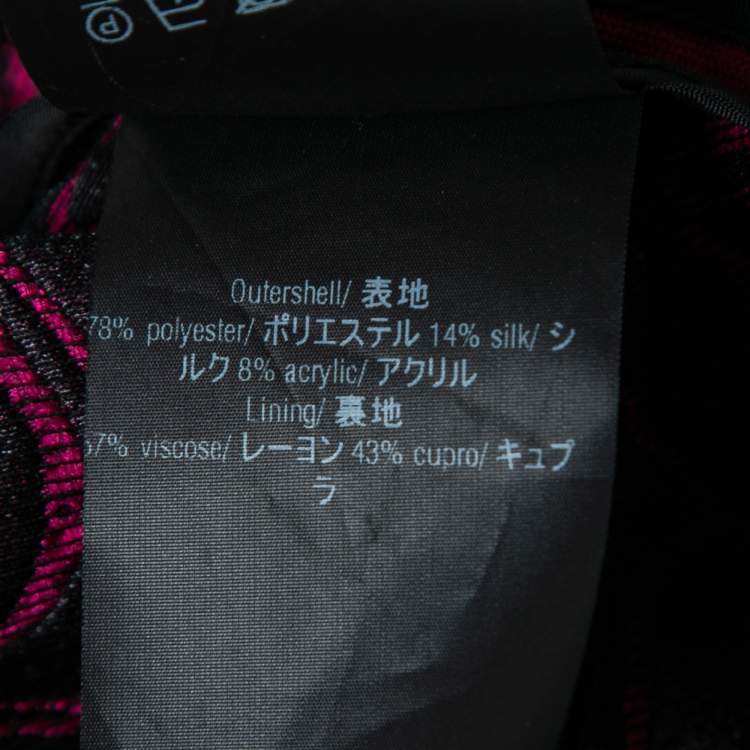 P
Outershell/ 表地
78% polyester/ ポリエステル 14% silk/ シ
ルク 8% acrylic/ アクリル
Lining/ 裏地
57% viscose/ レーヨン 43% cupro/ キュプ
ラ